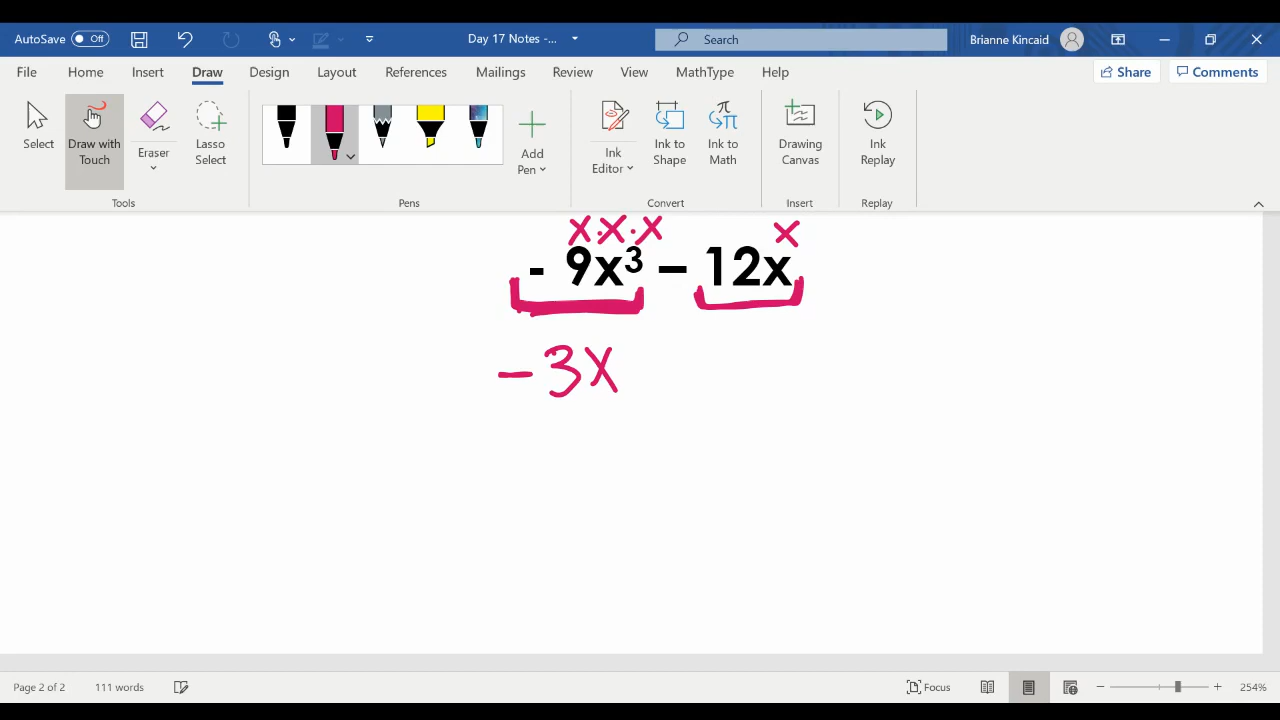 AutoSave Off Day 17 Notes -... Search Brianne Kincaid
File Home Insert Draw Design Layout References Mailings Review View MathType Help Share Comments
Select Draw with Touch Eraser Lasso Select Add Pen Ink Editor Ink to Shape Ink to Math Drawing Canvas Ink Replay
Tools Pens Convert Insert Replay
x·x·x x
- 9x³ – 12x
-3x
Page 2 of 2 111 words Focus 254%